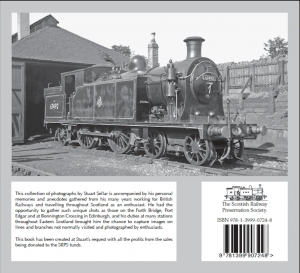 7
This collection of photographs by Stuart Sellar is accompanied by his personal
memories and anecdotes gathered from his many years working for British
Railways and travelling throughout Scotland as an enthusiast. He had the
opportunity to gather such unique shots as those on the Forth Bridge, Port
Edgar and at Bonnington Crossing in Edinburgh, and his duties at many stations
throughout Eastern Scotland brought him the chance to capture images on
lines and branches not normally visited and photographed by enthusiasts.
This book has been created at Stuart's request with all the profits from the sales
being donated to the SRPS funds.
The Scottish Railway
Preservation Society.
ISBN 978-1-3999-0724-8
9 781399 907248 >